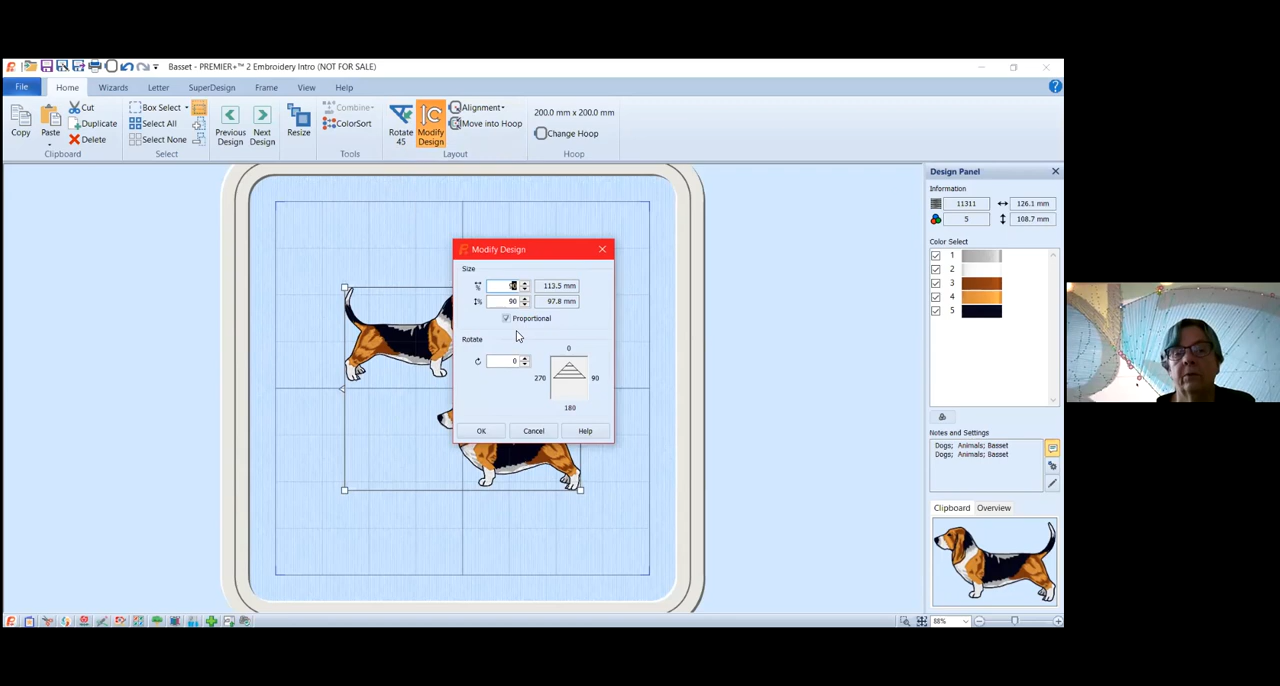 Basset - PREMIER+™ 2 Embroidery Intro (NOT FOR SALE)
File Home Wizards Letter SuperDesign Frame View Help
Copy
Paste
Cut
Duplicate
Delete
Clipboard
Box Select
Select All
Select None
Select
Previous Design
Next Design
Resize
Combine
ColorSort
Tools
Rotate 45
Modify Design
Alignment
Move into Hoop
Layout
200.0 mm x 200.0 mm
Change Hoop
Hoop
Modify Design
Size
90 113.5 mm
90 97.8 mm
Proportional
Rotate
0
0
270 90
180
OK Cancel Help
Design Panel
Information
11311 126.1 mm
5 108.7 mm
Color Select
1
2
3
4
5
Notes and Settings
Dogs; Animals; Basset
Dogs; Animals; Basset
Clipboard Overview
88%